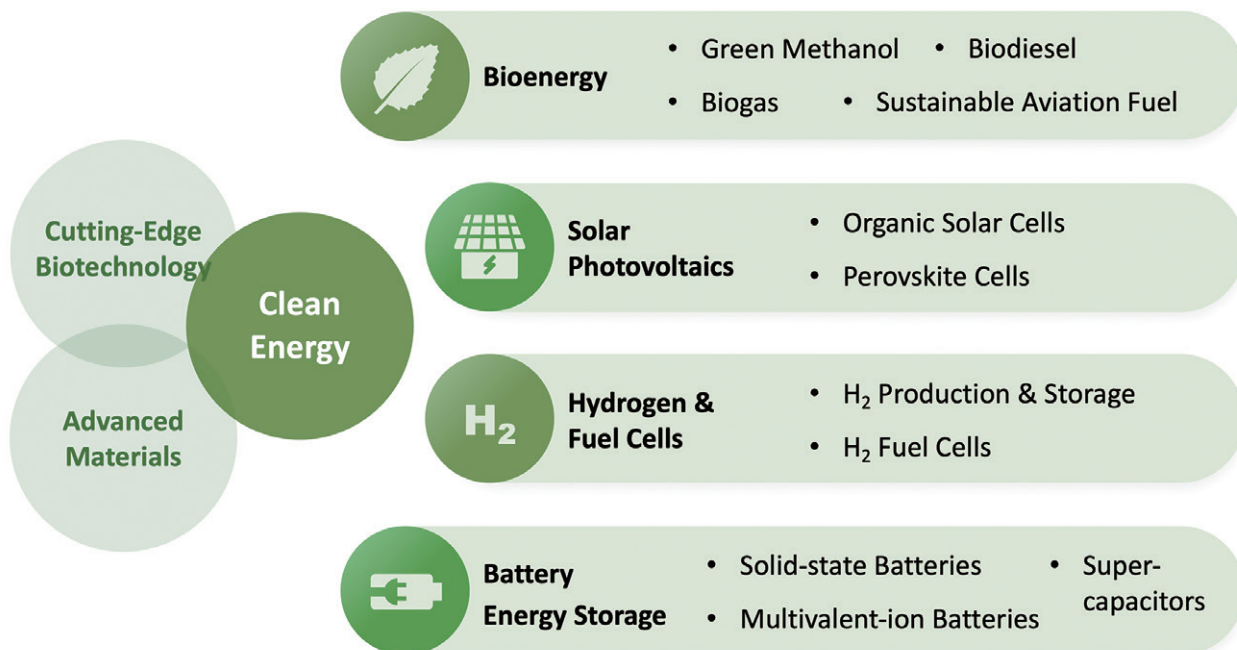 Cutting-Edge
Biotechnology
Advanced
Materials
Clean
Energy
Bioenergy
• Green Methanol • Biodiesel
• Biogas • Sustainable Aviation Fuel
Solar
Photovoltaics
• Organic Solar Cells
• Perovskite Cells
H₂
Hydrogen &
Fuel Cells
• H₂ Production & Storage
• H₂ Fuel Cells
Battery
Energy Storage
• Solid-state Batteries
• Multivalent-ion Batteries
• Super-
capacitors